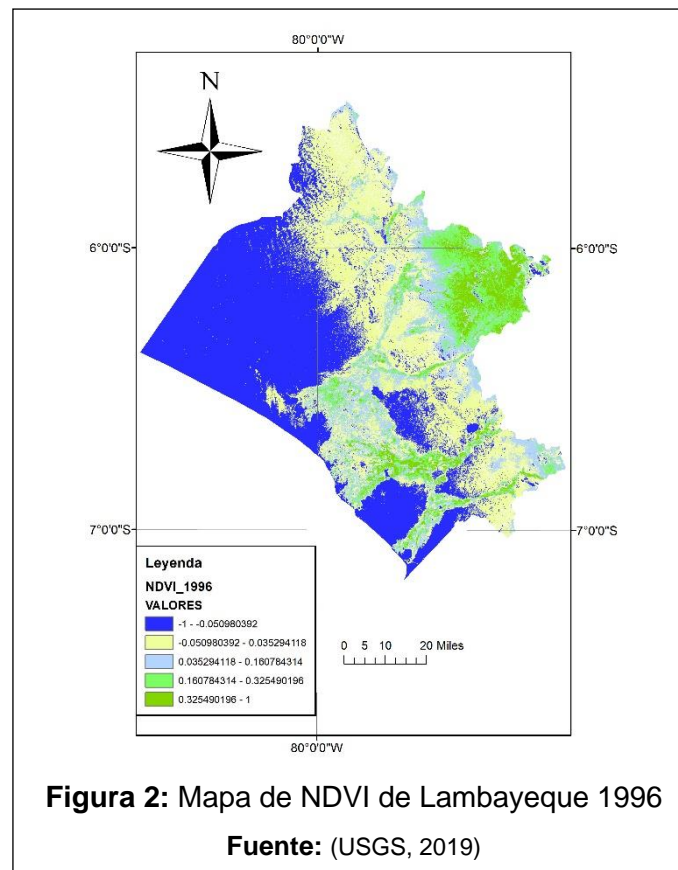 80°0'0"W
N
6°0'0"S
6°0'0"S
7°0'0"S
7°0'0"S
Leyenda
NDVI_1996
VALORES
-1 - -0.050980392
-0.050980392 - 0.035294118
0.035294118 - 0.160784314
0.160784314 - 0.325490196
0.325490196 - 1
0 5 10 20 Miles
80°0'0"W
Figura 2: Mapa de NDVI de Lambayeque 1996
Fuente: (USGS, 2019)